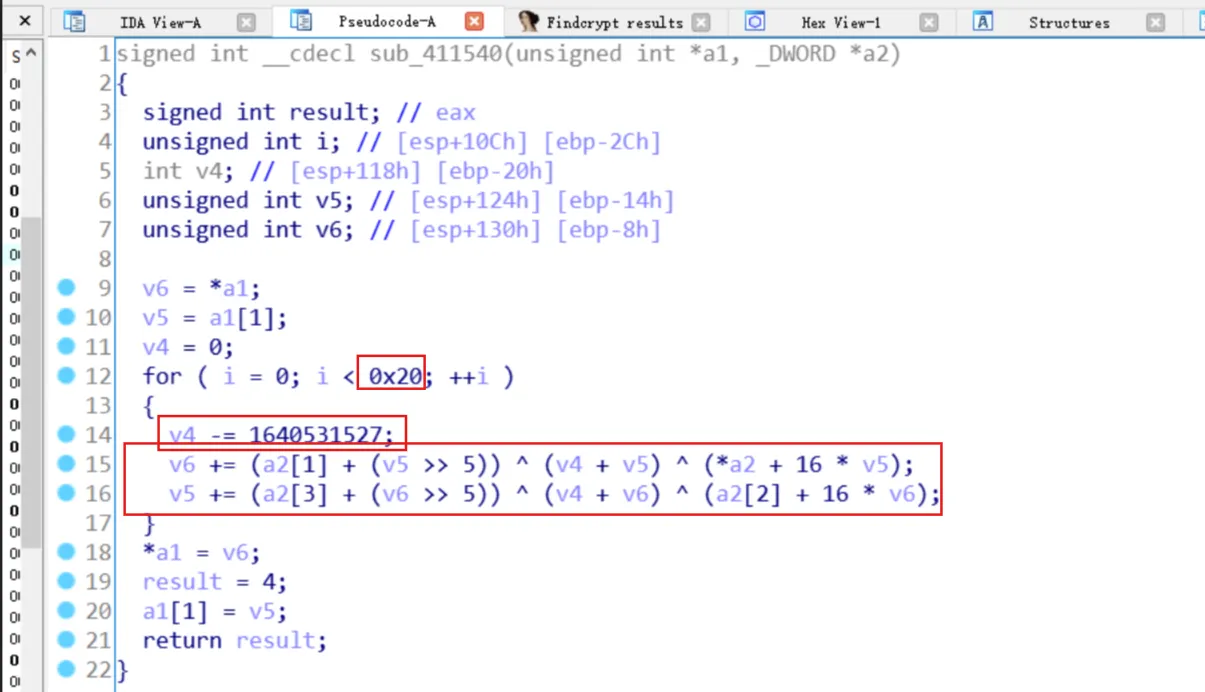 IDA View-A Pseudocode-A Findcrypt results Hex View-1 Structures
1 signed int __cdecl sub_411540(unsigned int *a1, _DWORD *a2)
2 {
3 signed int result; // eax
4 unsigned int i; // [esp+10Ch] [ebp-2Ch]
5 int v4; // [esp+118h] [ebp-20h]
6 unsigned int v5; // [esp+124h] [ebp-14h]
7 unsigned int v6; // [esp+130h] [ebp-8h]
8
9 v6 = *a1;
10 v5 = a1[1];
11 v4 = 0;
12 for ( i = 0; i < 0x20; ++i )
13 {
14 v4 -= 1640531527;
15 v6 += (a2[1] + (v5 >> 5)) ^ (v4 + v5) ^ (*a2 + 16 * v5);
16 v5 += (a2[3] + (v6 >> 5)) ^ (v4 + v6) ^ (a2[2] + 16 * v6);
17 }
18 *a1 = v6;
19 result = 4;
20 a1[1] = v5;
21 return result;
22 }